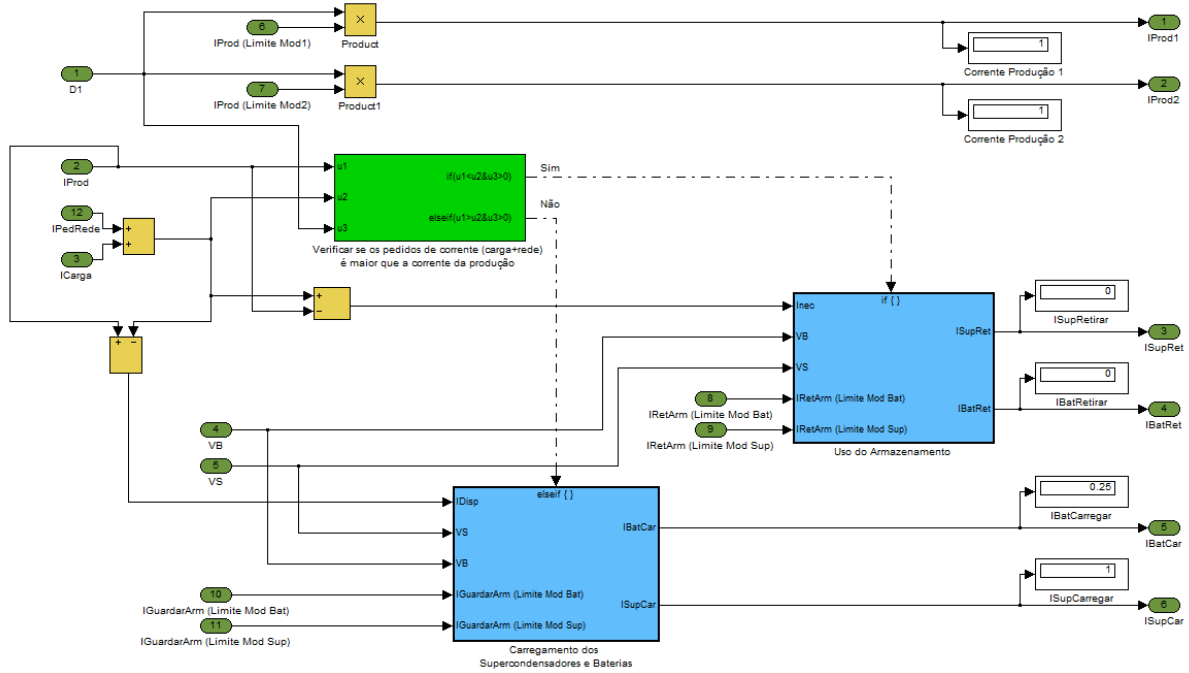 1
D1
6
IProd (Limite Mod1)
×
Product
1
Corrente Produção 1
1
IProd1
7
IProd (Limite Mod2)
×
Product1
1
Corrente Produção 2
2
IProd2
2
IProd
12
IPedRede
3
ICarga
+
+
u1
u2
u3
if(u1<u2&u3>0)
elseif(u1>u2&u3>0)
Sim
Não
Verificar se os pedidos de corrente (carga+rede)
é maior que a corrente da produção
+
−
+ −
if { }
Inec
VB
VS
IRetArm (Limite Mod Bat)
IRetArm (Limite Mod Sup)
ISupRet
IBatRet
Uso do Armazenamento
8
IRetArm (Limite Mod Bat)
9
IRetArm (Limite Mod Sup)
0
ISupRetirar
3
ISupRet
0
IBatRetirar
4
IBatRet
4
VB
5
VS
elseif { }
IDisp
VS
VB
IGuardarArm (Limite Mod Bat)
IGuardarArm (Limite Mod Sup)
IBatCar
ISupCar
Carregamento dos
Supercondensadores e Baterias
10
IGuardarArm (Limite Mod Bat)
11
IGuardarArm (Limite Mod Sup)
0.25
IBatCarregar
5
IBatCar
1
ISupCarregar
6
ISupCar